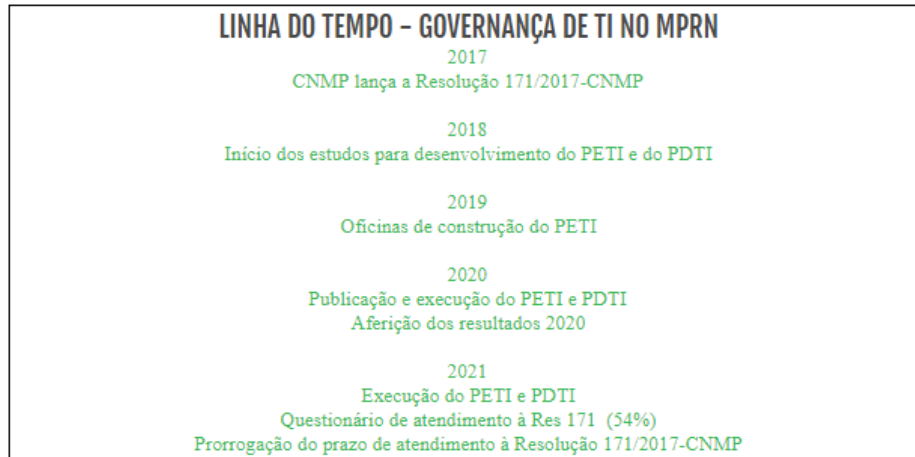 LINHA DO TEMPO – GOVERNANÇA DE TI NO MPRN
2017
CNMP lança a Resolução 171/2017-CNMP
2018
Início dos estudos para desenvolvimento do PETI e do PDTI
2019
Oficinas de construção do PETI
2020
Publicação e execução do PETI e PDTI
Aferição dos resultados 2020
2021
Execução do PETI e PDTI
Questionário de atendimento à Res 171 (54%)
Prorrogação do prazo de atendimento à Resolução 171/2017-CNMP